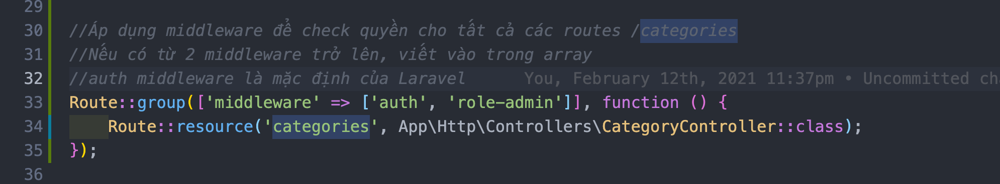 29
30 //Áp dụng middleware để check quyền cho tất cả các routes /categories
31 //Nếu có từ 2 middleware trở lên, viết vào trong array
32 //auth middleware là mặc định của Laravel You, February 12th, 2021 11:37pm • Uncommitted cha
33 Route::group(['middleware' => ['auth', 'role-admin']], function () {
34 Route::resource('categories', App\Http\Controllers\CategoryController::class);
35 });
36